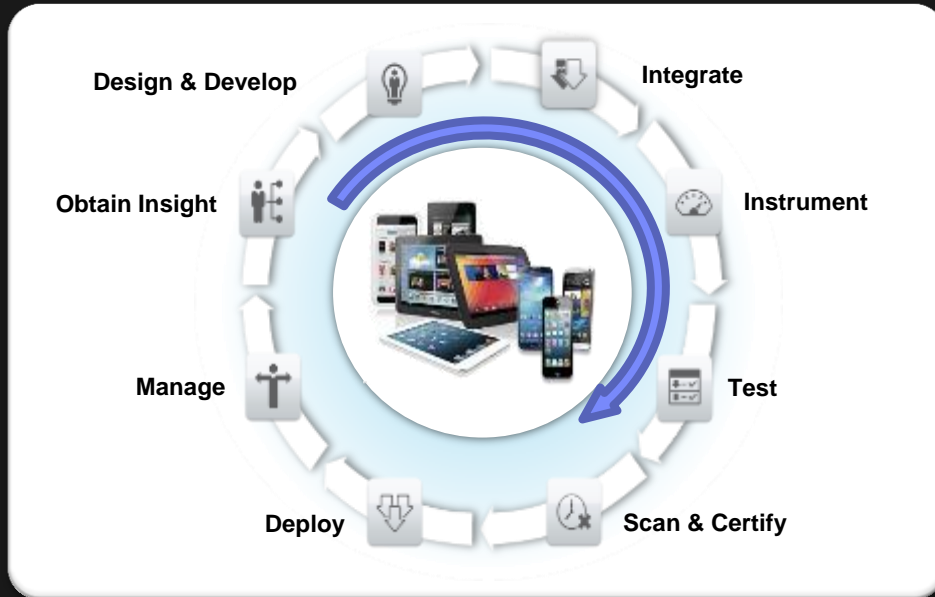 Design & Develop
Integrate
Obtain Insight
Instrument
Manage
Test
Deploy
Scan & Certify